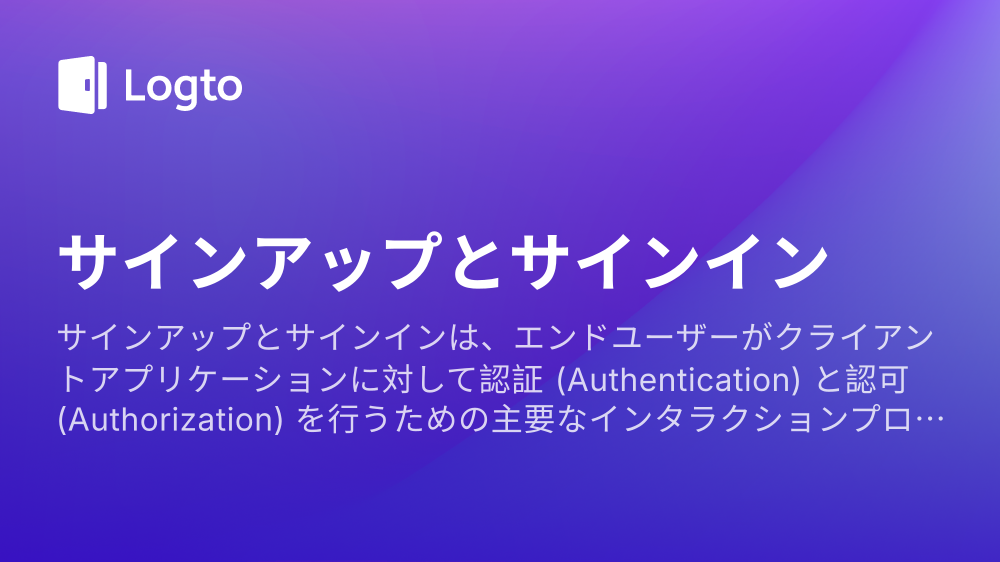 Logto
サインアップとサインイン
サインアップとサインインは、エンドユーザーがクライアン
トアプリケーションに対して認証 (Authentication) と認可
(Authorization) を行うための主要なインタラクションプロ…